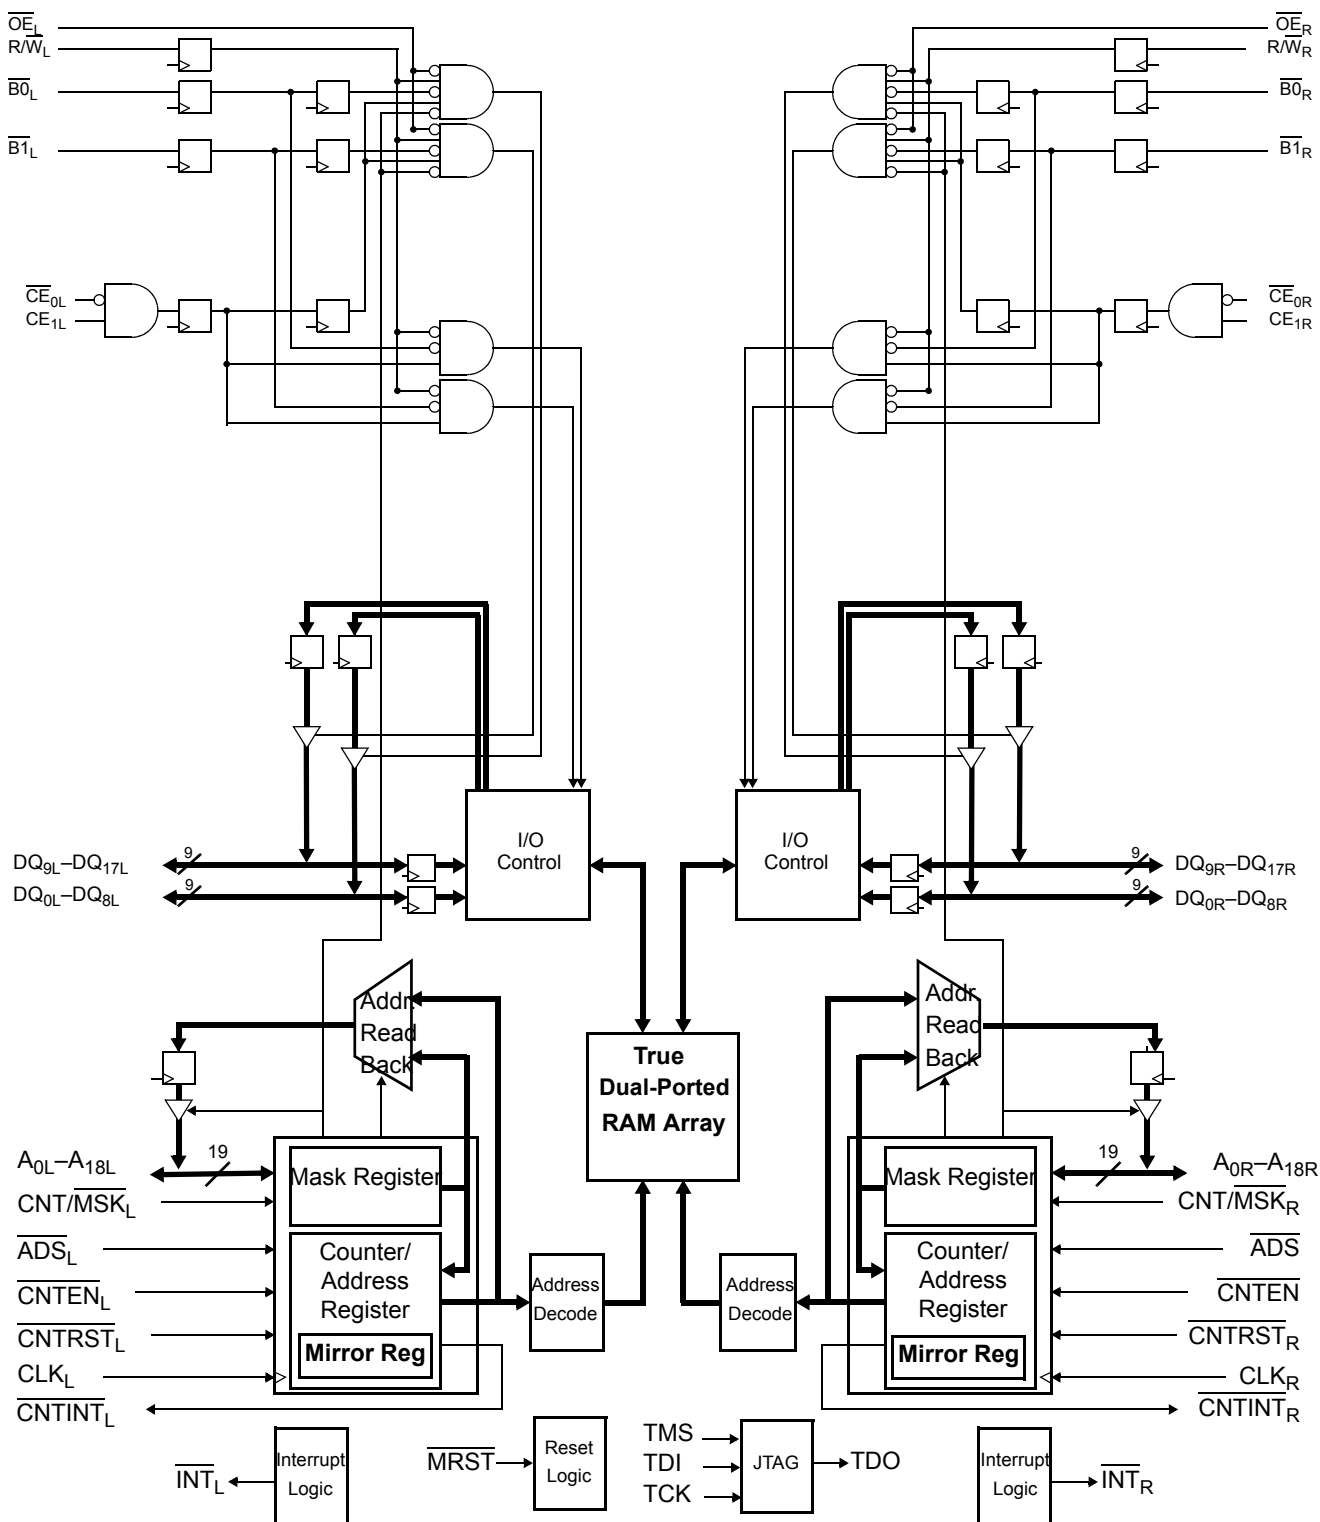 OE_L
R/W_L
B0_L
B1_L
CE_0L
CE_1L
OE_R
R/W_R
B0_R
B1_R
CE_0R
CE_1R
I/O
Control
I/O
Control
DQ_9L–DQ_17L
9
DQ_0L–DQ_8L
9
9
DQ_9R–DQ_17R
9
DQ_0R–DQ_8R
Addr.
Read
Back
Addr.
Read
Back
True
Dual-Ported
RAM Array
A_0L–A_18L
19
CNT/MSK_L
ADS_L
CNTEN_L
CNTRST_L
CLK_L
CNTINT_L
Mask Register
Counter/
Address
Register
Mirror Reg
Address
Decode
Address
Decode
Mask Register
Counter/
Address
Register
Mirror Reg
19
A_0R–A_18R
CNT/MSK_R
ADS
CNTEN
CNTRST_R
CLK_R
CNTINT_R
INT_L
Interrupt
Logic
MRST
Reset
Logic
TMS
TDI
TCK
JTAG
TDO
Interrupt
Logic
INT_R